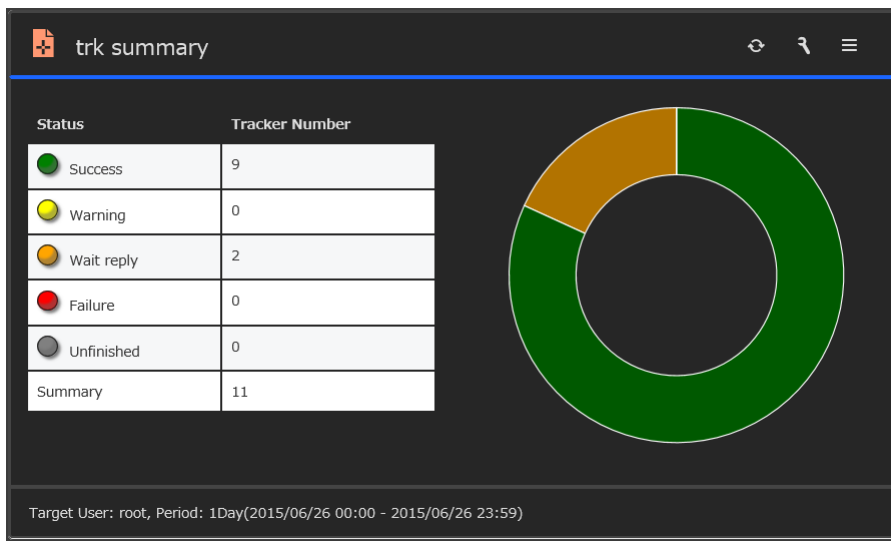 trk summary
Status Tracker Number
Success 9
Warning 0
Wait reply 2
Failure 0
Unfinished 0
Summary 11
Target User: root, Period: 1Day(2015/06/26 00:00 - 2015/06/26 23:59)